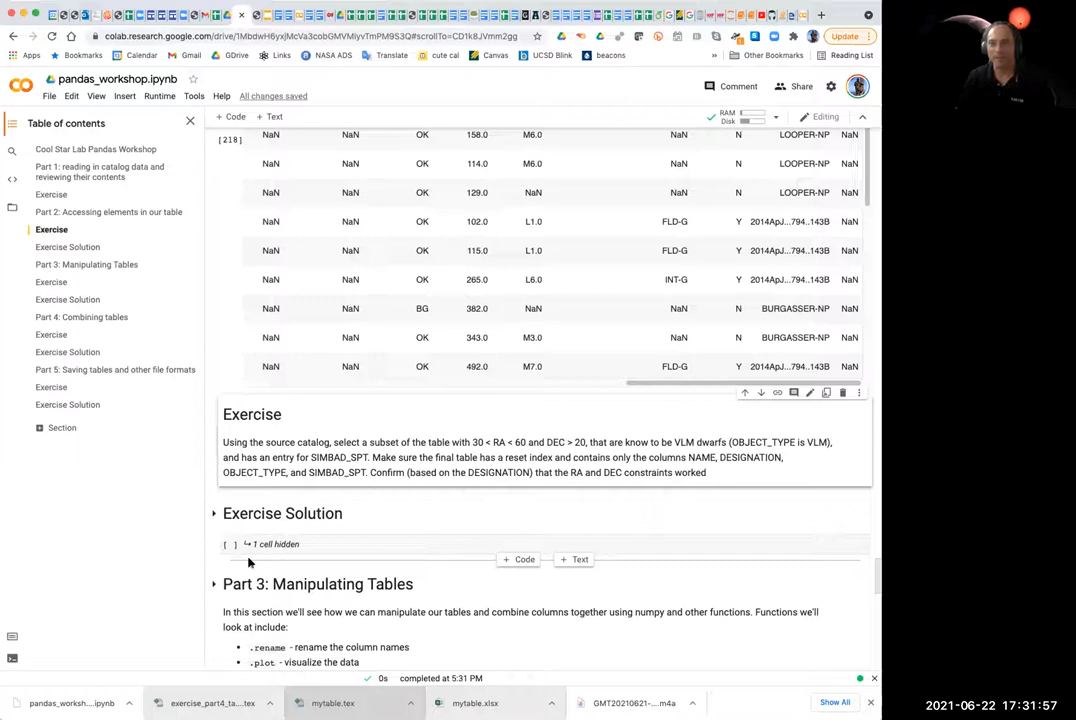 colab.research.google.com/drive/1MbdwH6yxjMcVa3cobGMVMiyvTmPM9S3Q#scrollTo=CD1k8JVmm2gg
Update
Apps
Bookmarks
Calendar
Gmail
GDrive
Links
NASA ADS
Translate
cute cal
Canvas
UCSD Blink
beacons
»
Other Bookmarks
Reading List
pandas_workshop.ipynb
Comment
Share
File Edit View Insert Runtime Tools Help All changes saved
+ Code + Text
RAM
Disk
Editing
Table of contents
Cool Star Lab Pandas Workshop
Part 1: reading in catalog data and
reviewing their contents
Exercise
Part 2: Accessing elements in our table
Exercise
Exercise Solution
Part 3: Manipulating Tables
Exercise
Exercise Solution
Part 4: Combining tables
Exercise
Exercise Solution
Part 5: Saving tables and other file formats
Exercise
Exercise Solution
Section
[218]
NaN NaN OK 158.0 M6.0 NaN N LOOPER-NP NaN
NaN NaN OK 114.0 M6.0 NaN N LOOPER-NP NaN
NaN NaN OK 129.0 NaN NaN N LOOPER-NP NaN
NaN NaN OK 102.0 L1.0 FLD-G Y 2014ApJ...794..143B NaN
NaN NaN OK 115.0 L1.0 FLD-G Y 2014ApJ...794..143B NaN
NaN NaN OK 265.0 L6.0 INT-G Y 2014ApJ...794..143B NaN
NaN NaN BG 382.0 NaN NaN N BURGASSER-NP NaN
NaN NaN OK 343.0 M3.0 NaN N BURGASSER-NP NaN
NaN NaN OK 492.0 M7.0 FLD-G Y 2014ApJ...794..143B NaN
Exercise
Using the source catalog, select a subset of the table with 30 < RA < 60 and DEC > 20, that are know to be VLM dwarfs (OBJECT_TYPE is VLM),
and has an entry for SIMBAD_SPT. Make sure the final table has a reset index and contains only the columns NAME, DESIGNATION,
OBJECT_TYPE, and SIMBAD_SPT. Confirm (based on the DESIGNATION) that the RA and DEC constraints worked
Exercise Solution
[ ] ↳ 1 cell hidden
+ Code + Text
Part 3: Manipulating Tables
In this section we'll see how we can manipulate our tables and combine columns together using numpy and other functions. Functions we'll
look at include:
• .rename - rename the column names
• .plot - visualize the data
0s completed at 5:31 PM
pandas_worksh....ipynb
exercise_part4_ta....tex
mytable.tex
mytable.xlsx
GMT20210621-....m4a
Show All
2021-06-22 17:31:57